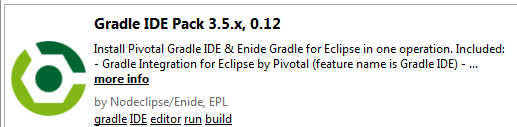 Gradle IDE Pack 3.5.x, 0.12
Install Pivotal Gradle IDE & Enide Gradle for Eclipse in one operation. Included:
- Gradle Integration for Eclipse by Pivotal (feature name is Gradle IDE) - ...
more info
by Nodeclipse/Enide, EPL
gradle IDE editor run build